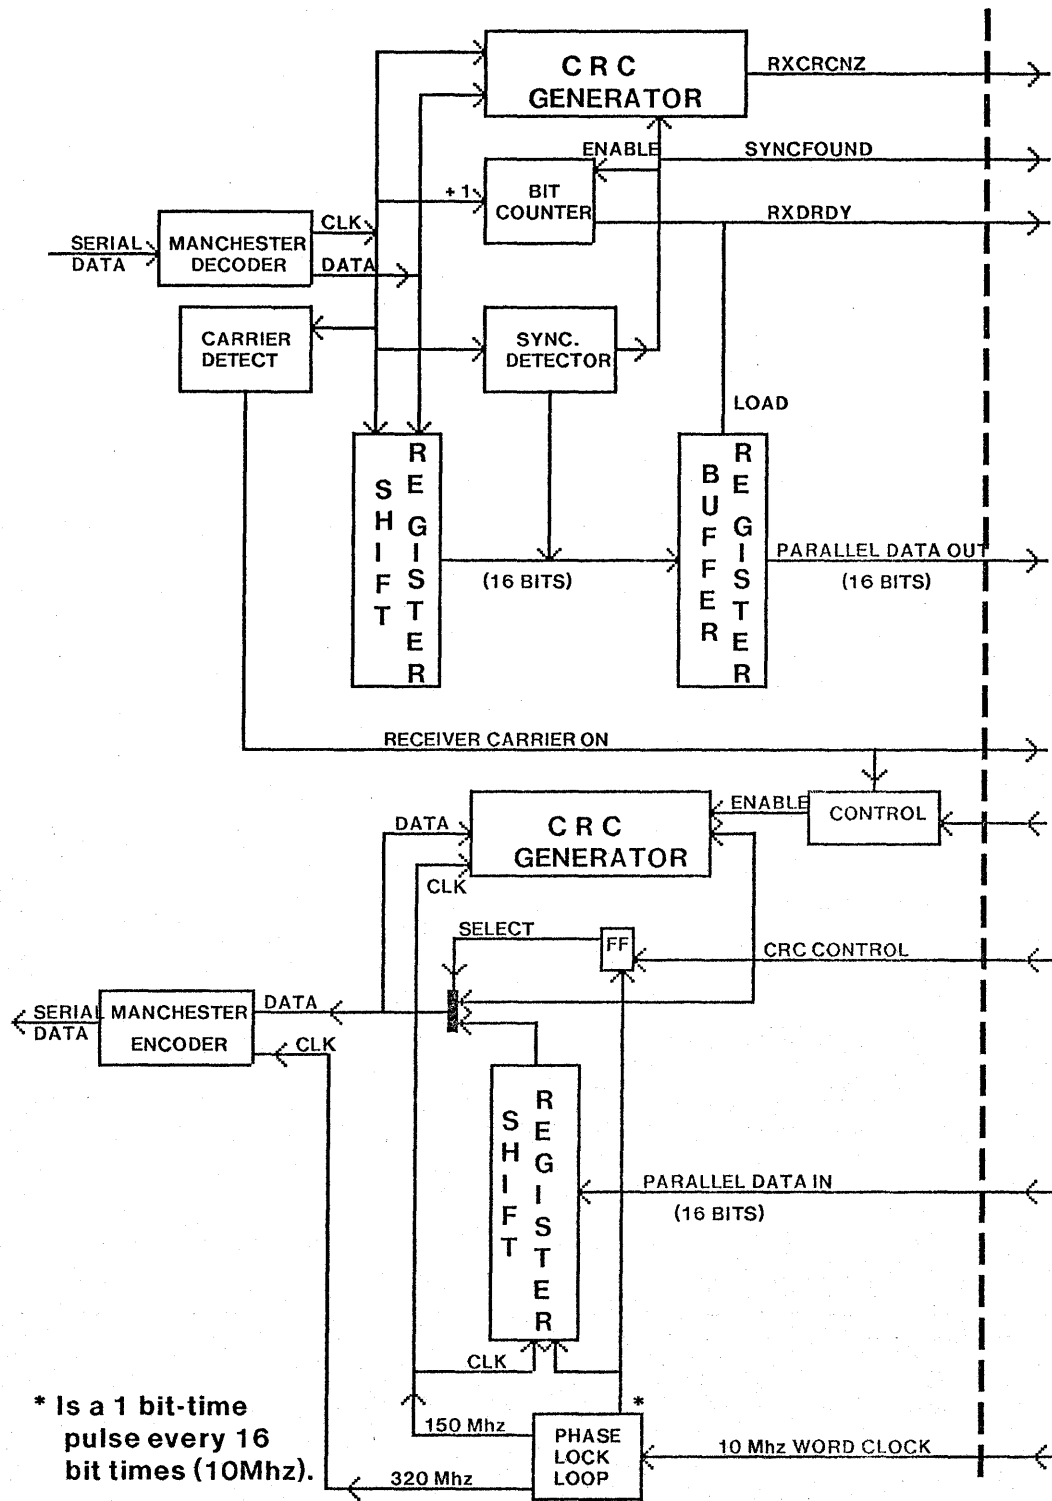 CRC
GENERATOR
RXCRCNZ
ENABLE
SYNCFOUND
+1
BIT
COUNTER
RXDRDY
SERIAL
DATA
MANCHESTER
DECODER
CLK
DATA
CARRIER
DETECT
SYNC.
DETECTOR
LOAD
SHIFT
REGISTER
(16 BITS)
BUFFER
REGISTER
PARALLEL DATA OUT
(16 BITS)
RECEIVER CARRIER ON
DATA
CRC
GENERATOR
CLK
ENABLE
CONTROL
SELECT
FF
CRC CONTROL
SERIAL
DATA
MANCHESTER
ENCODER
DATA
CLK
SHIFT
REGISTER
PARALLEL DATA IN
(16 BITS)
CLK
*
* Is a 1 bit-time
pulse every 16
bit times (10Mhz).
150 Mhz
320 Mhz
PHASE
LOCK
LOOP
10 Mhz WORD CLOCK